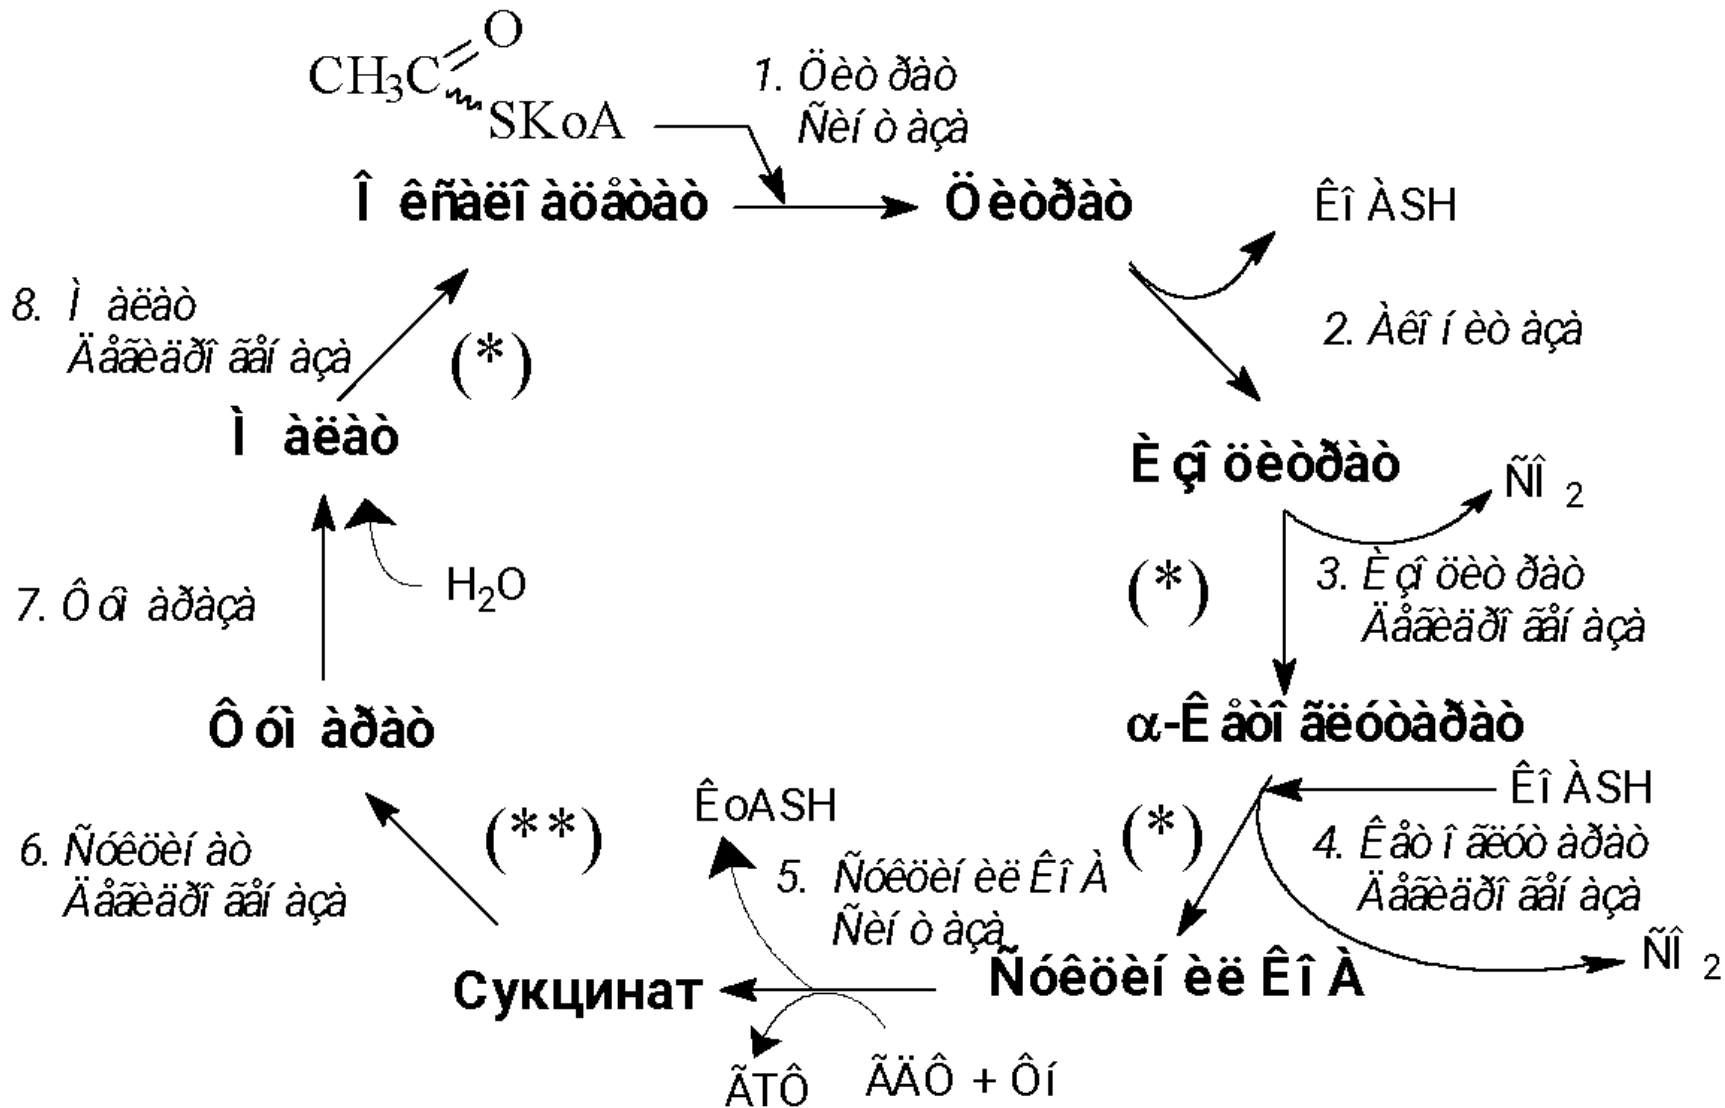 CH₃C
O
SKoA
1. Öèò ðàò
Ñèí ò àçà
Î êñàëî àöåòàò
Öèòðàò
Êî ÀSH
8. Ì àëàò
Äåãèäðî ãåí àçà
(*)
2. Àêî í èò àçà
Ì àëàò
È çî öèòðàò
ÑÎ 2
7. Ô óì àðàçà
H₂O
(*)
3. È çî öèò ðàò
Äåãèäðî ãåí àçà
Ô óì àðàò
α-Ê åòî ãëóòàðàò
ÊoASH
Êî ÀSH
6. Ñóêöèí àò
Äåãèäðî ãåí àçà
(**)
5. Ñóêöèí èë Êî À
Ñèí ò àçà
(*)
4. Ê åò î ãëóò àðàò
Äåãèäðî ãåí àçà
Сукцинат
Ñóêöèí èë Êî À
ÑÎ 2
ÃTÔ
ÃÄÔ + Ôí